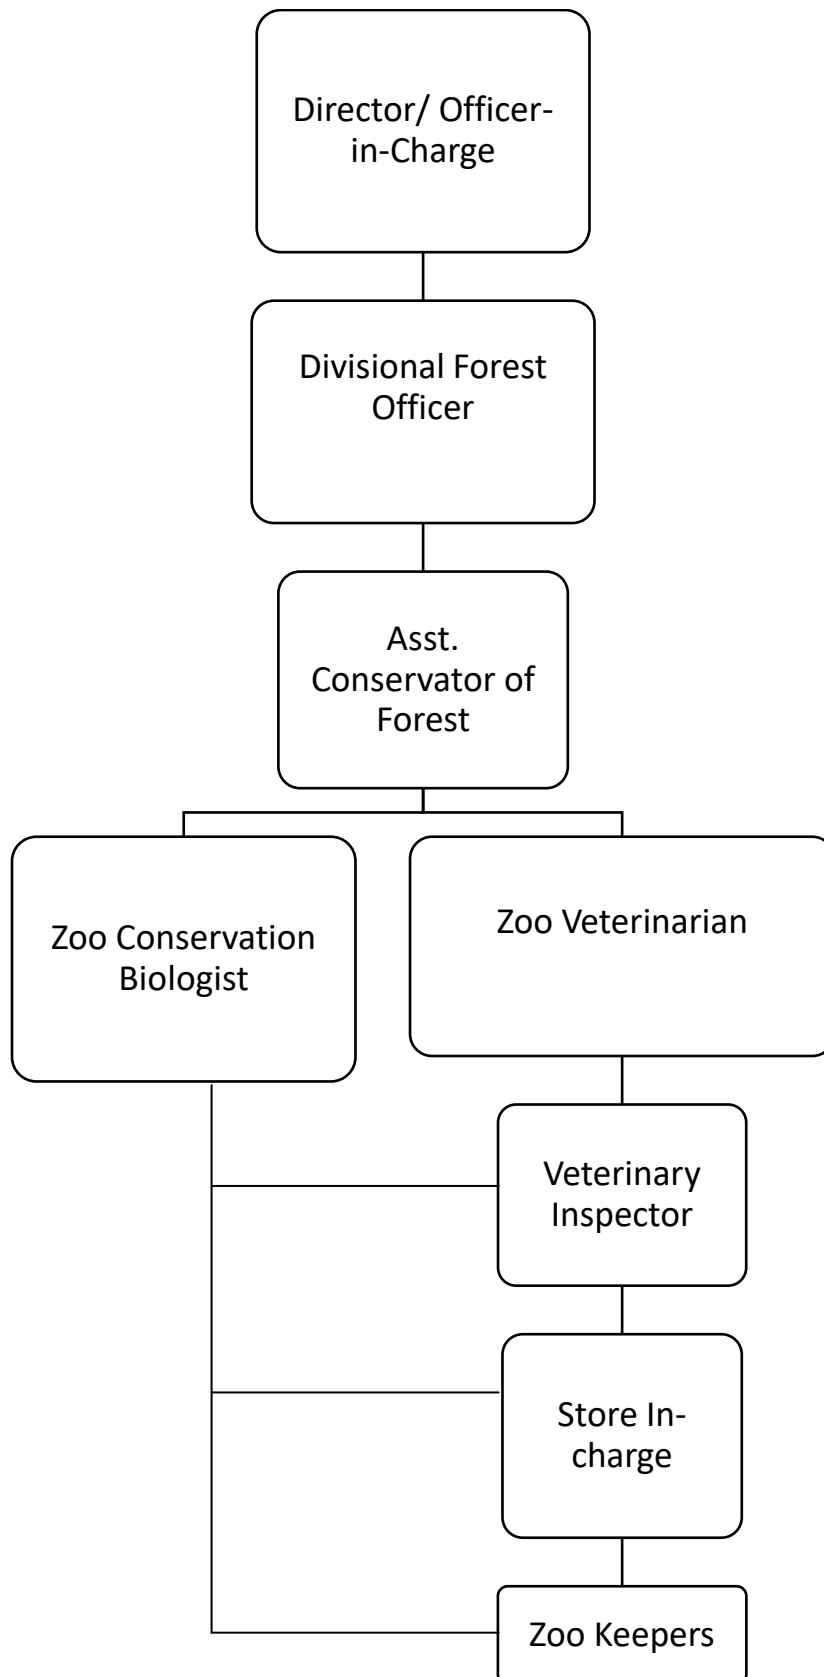 Director/ Officer-
in-Charge
Divisional Forest
Officer
Asst.
Conservator of
Forest
Zoo Conservation
Biologist
Zoo Veterinarian
Veterinary
Inspector
Store In-
charge
Zoo Keepers